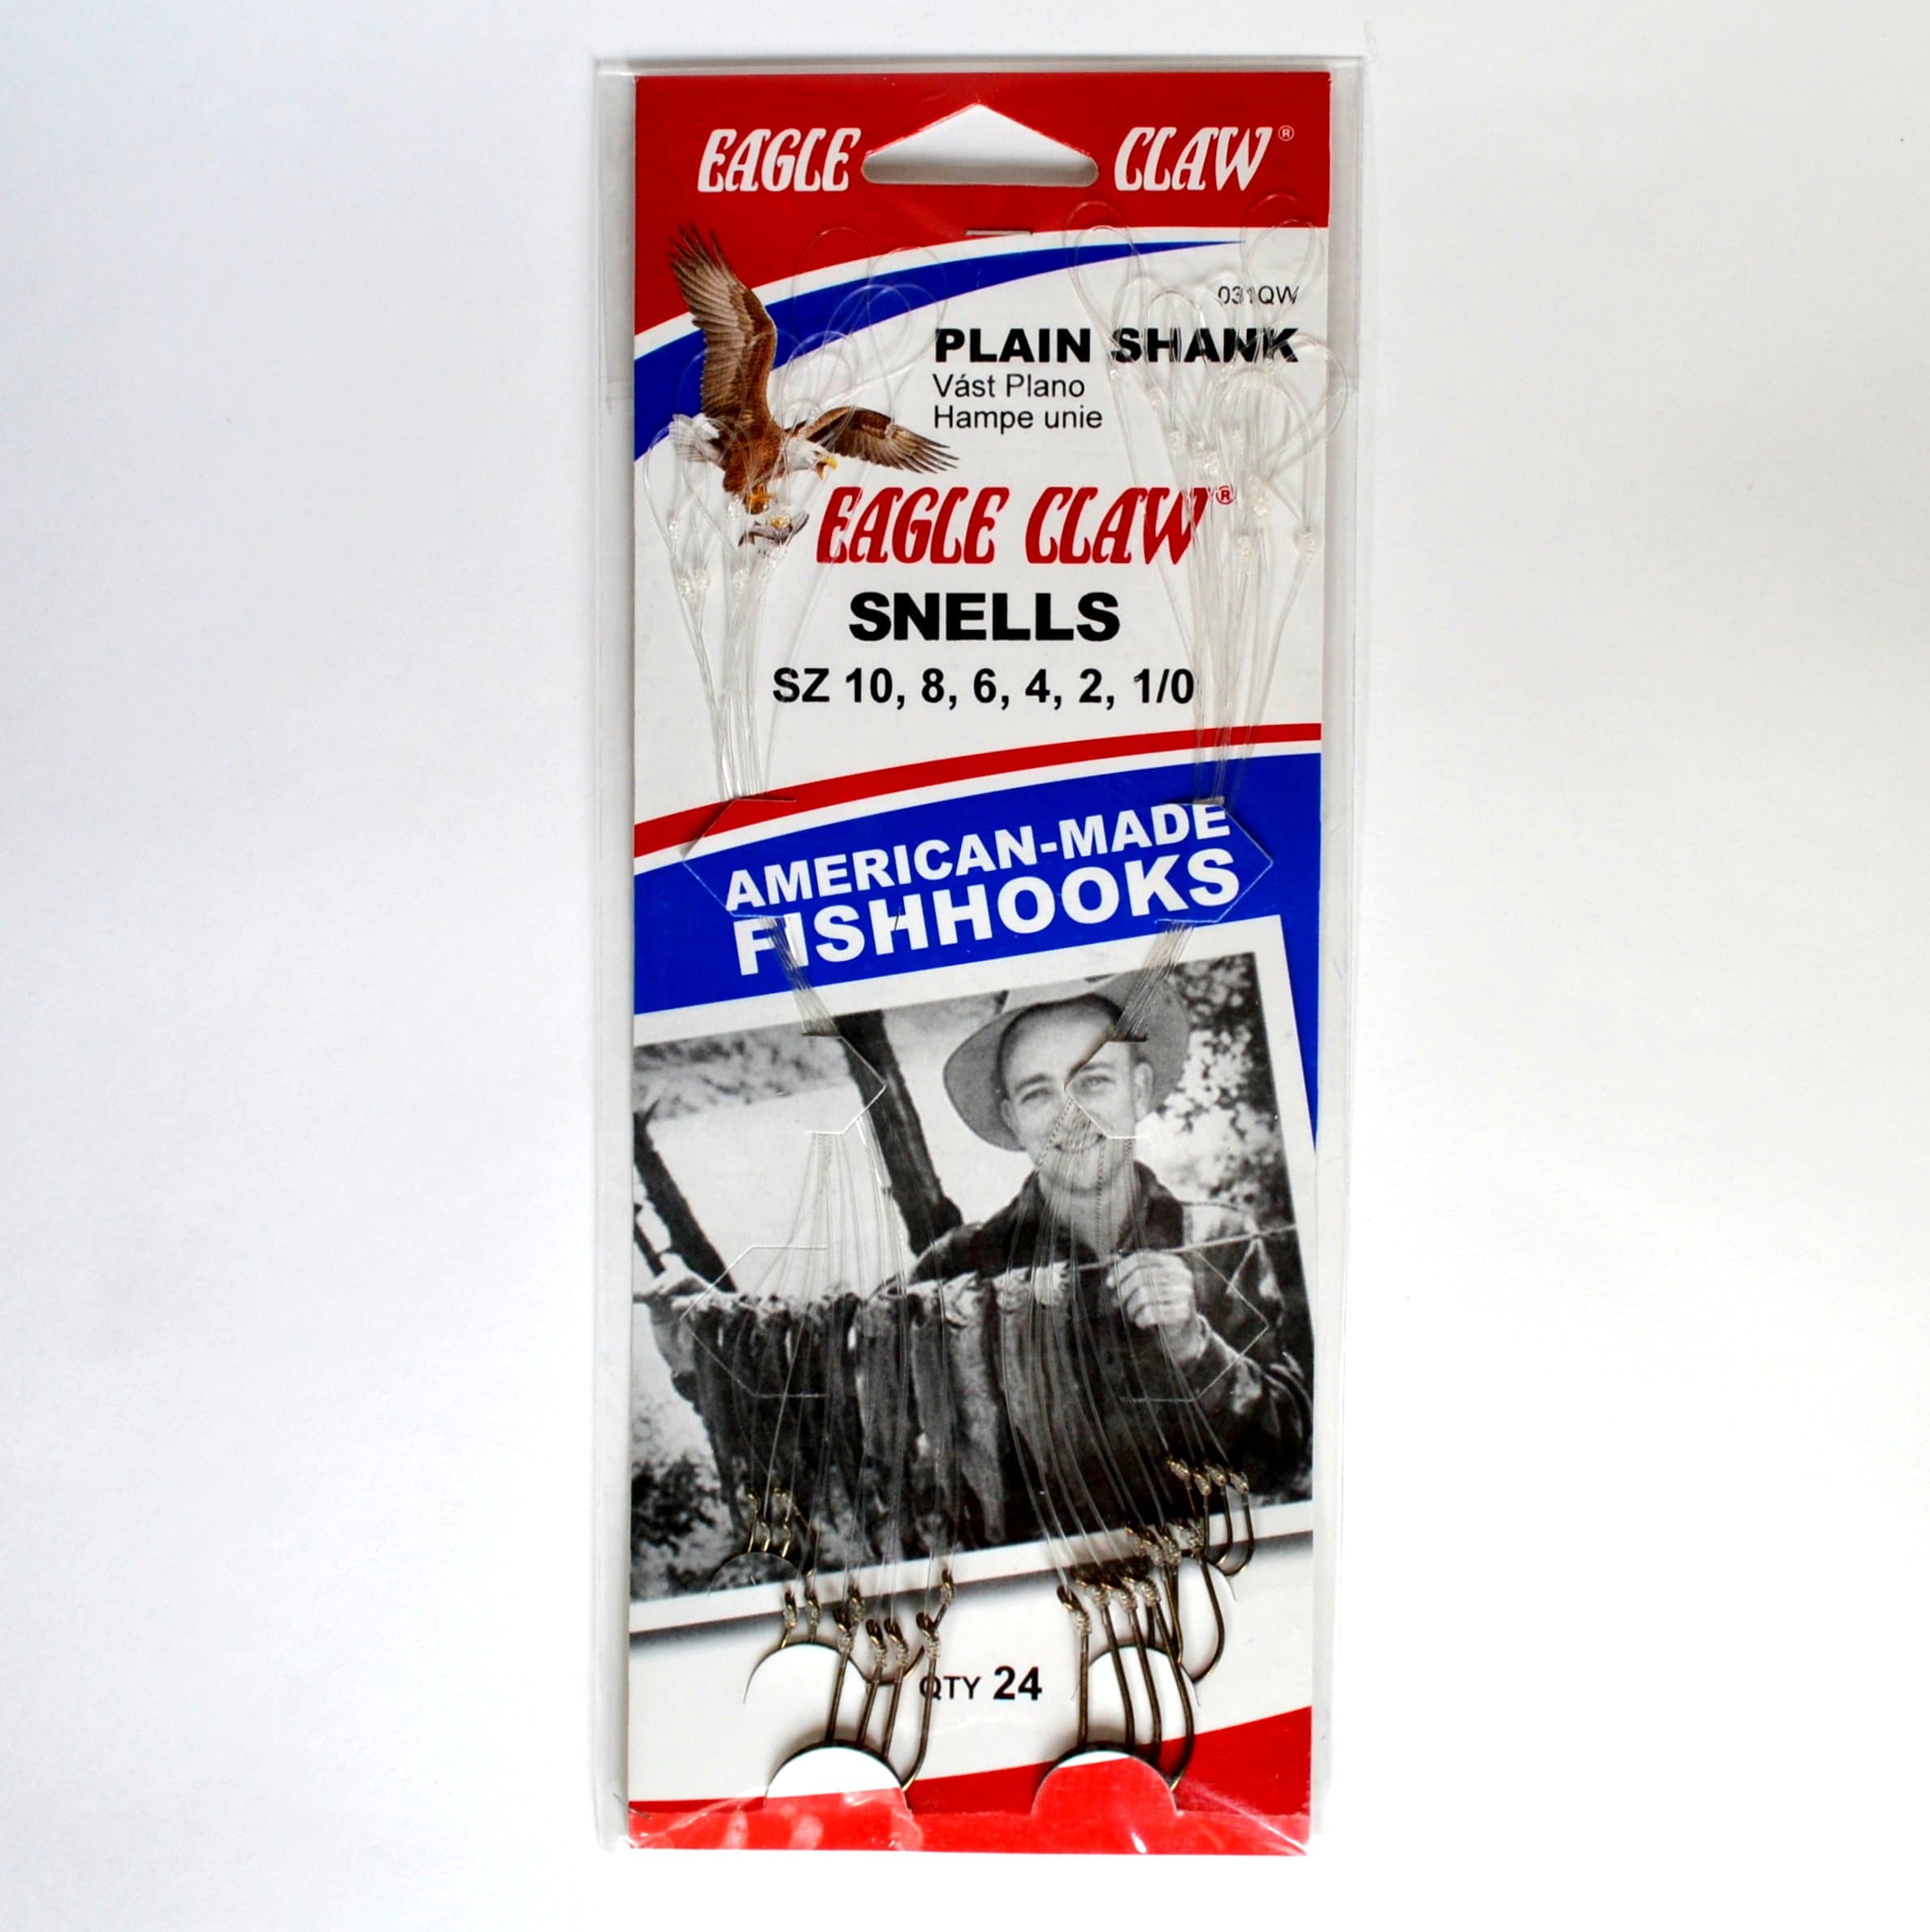 EAGLE CLAW®
031QW
PLAIN SHANK
Vást Plano
Hampe unie
EAGLE CLAW®
SNELLS
SZ 10, 8, 6, 4, 2, 1/0
AMERICAN-MADE
FISHHOOKS
QTY 24